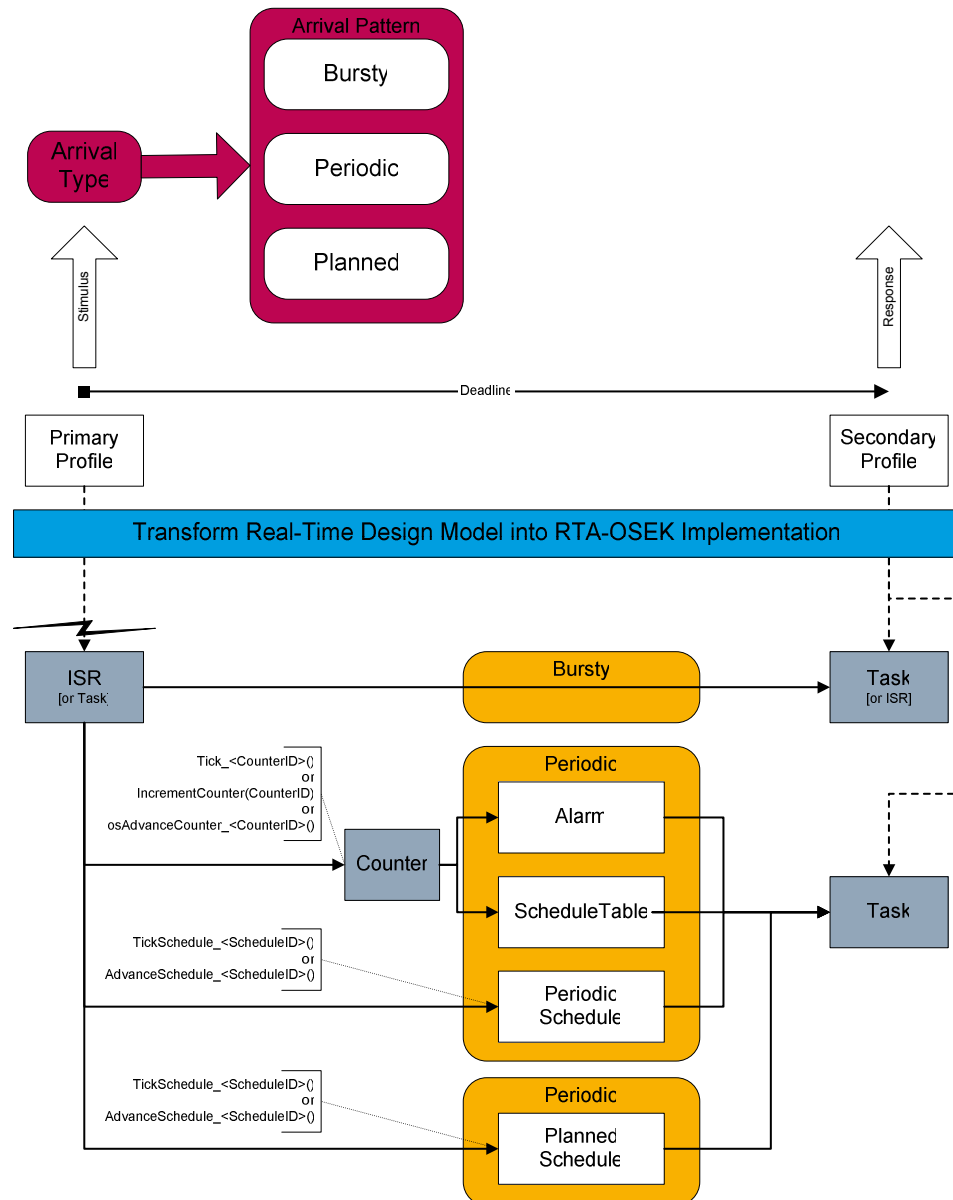 Arrival Pattern
Bursty
Arrival
Type
Periodic
Planned
Stimulus
Response
Deadline
Primary
Profile
Secondary
Profile
Transform Real-Time Design Model into RTA-OSEK Implementation
ISR
[or Task]
Bursty
Task
[or ISR]
Tick_<CounterID>()
or
IncrementCounter(CounterID)
or
osAdvanceCounter_<CounterID>()
Periodic
Alarm
Counter
ScheduleTable
Task
TickSchedule_<ScheduleID>()
or
AdvanceSchedule_<ScheduleID>()
Periodic
Schedule
TickSchedule_<ScheduleID>()
or
AdvanceSchedule_<ScheduleID>()
Periodic
Planned
Schedule